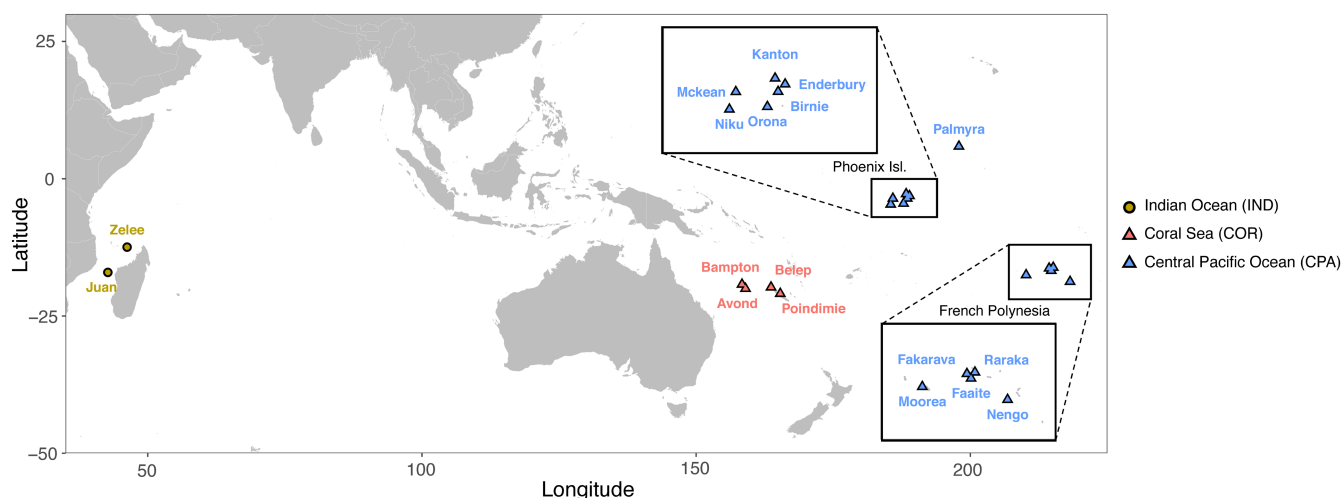 25
0
−25
−50
50
100
150
200
Latitude
Longitude
Kanton
Enderbury
Mckean
Birnie
Niku
Orona
Palmyra
Phoenix Isl.
Zelee
Juan
Bampton
Belep
Avond
Poindimie
French Polynesia
Fakarava
Raraka
Faaite
Moorea
Nengo
Indian Ocean (IND)
Coral Sea (COR)
Central Pacific Ocean (CPA)